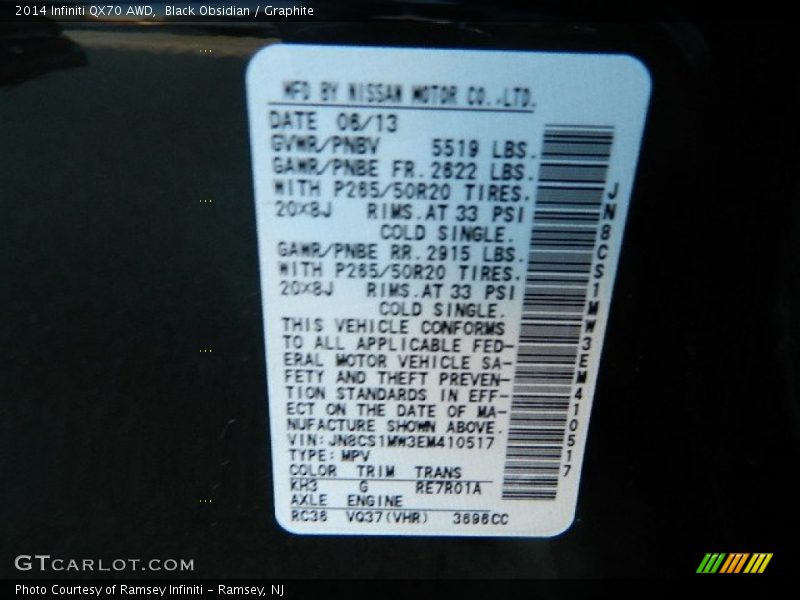 2014 Infiniti QX70 AWD, Black Obsidian / Graphite
MFD BY NISSAN MOTOR CO.,LTD.
DATE 06/13
GVWR/PNBV 5519 LBS.
GAWR/PNBE FR. 2622 LBS.
WITH P265/50R20 TIRES.
20X8J RIMS.AT 33 PSI
COLD SINGLE.
GAWR/PNBE RR. 2915 LBS.
WITH P265/50R20 TIRES.
20X8J RIMS.AT 33 PSI
COLD SINGLE.
THIS VEHICLE CONFORMS
TO ALL APPLICABLE FED-
ERAL MOTOR VEHICLE SA-
FETY AND THEFT PREVEN-
TION STANDARDS IN EFF-
ECT ON THE DATE OF MA-
NUFACTURE SHOWN ABOVE.
VIN:JN8CS1MW3EM410517
TYPE:MPV
COLOR TRIM TRANS
KH3 G RE7R01A
AXLE ENGINE
RC36 VQ37(VHR) 3696CC
JN8CS1MW3EM410517
GTCARLOT.COM
Photo Courtesy of Ramsey Infiniti - Ramsey, NJ